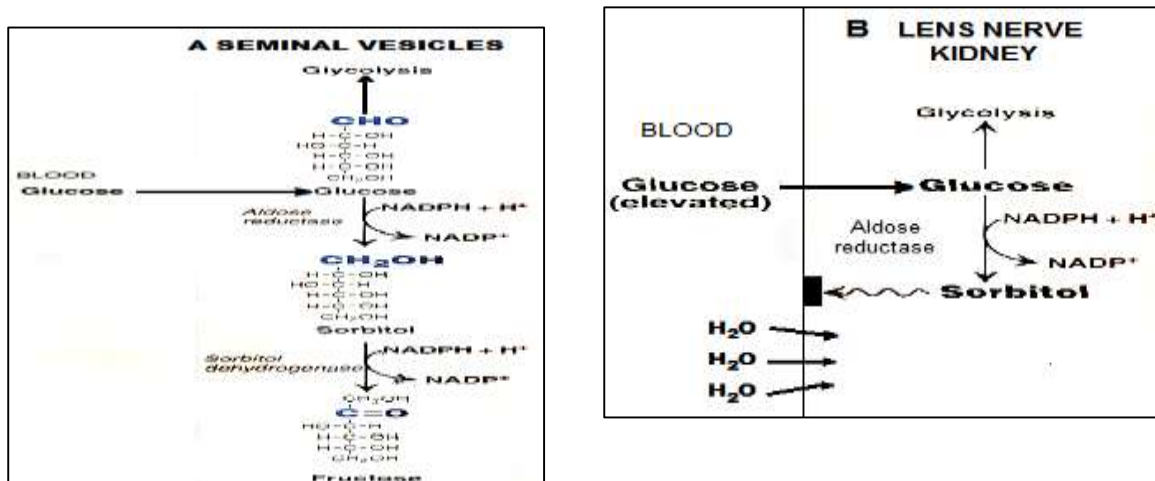 A SEMINAL VESICLES
Glycolysis
CHO
H-C-OH
HO-C-H
H-C-OH
H-C-OH
CH₂OH
BLOOD
Glucose
Glucose
Aldose
reductase
NADPH + H⁺
NADP⁺
CH₂OH
H-C-OH
HO-C-H
H-C-OH
H-C-OH
CH₂OH
Sorbitol
Sorbitol
dehydrogenase
NADPH + H⁺
NADP⁺
CH₂OH
C=O
HO-C-H
H-C-OH
H-C-OH
CH₂OH
Fructase
B LENS NERVE
KIDNEY
BLOOD
Glycolysis
Glucose
(elevated)
Glucose
Aldose
reductase
NADPH + H⁺
NADP⁺
Sorbitol
H₂O
H₂O
H₂O